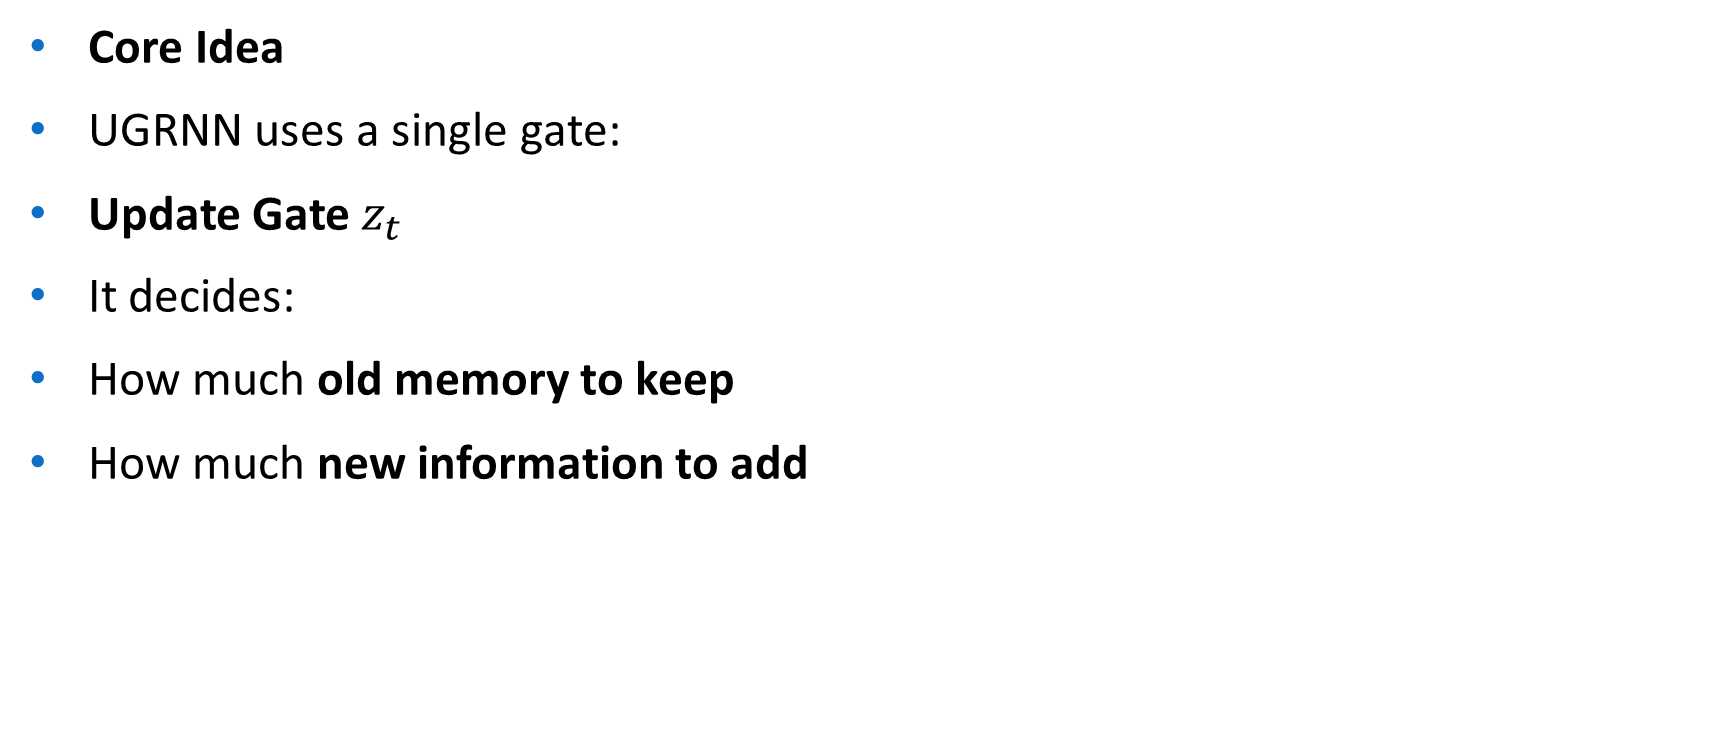 • Core Idea
• UGRNN uses a single gate:
• Update Gate z_t
• It decides:
• How much old memory to keep
• How much new information to add